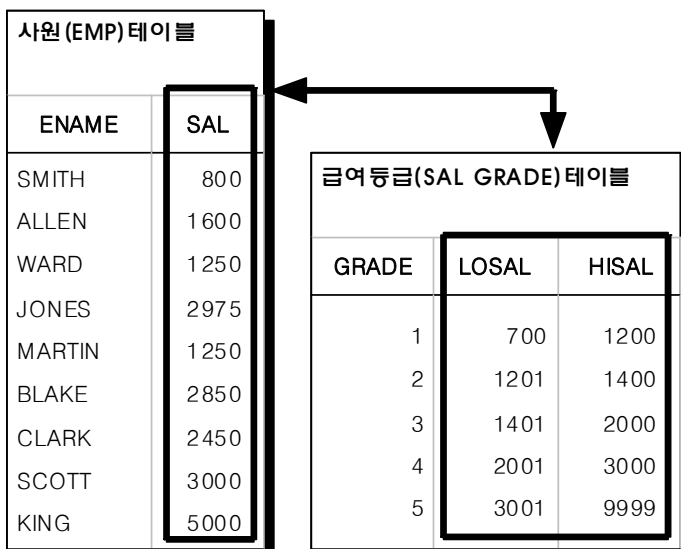 사원(EMP)테이블
ENAME SAL
SMITH 800
ALLEN 1600
WARD 1250
JONES 2975
MARTIN 1250
BLAKE 2850
CLARK 2450
SCOTT 3000
KING 5000
급여등급(SAL GRADE)테이블
GRADE LOSAL HISAL
1 700 1200
2 1201 1400
3 1401 2000
4 2001 3000
5 3001 9999